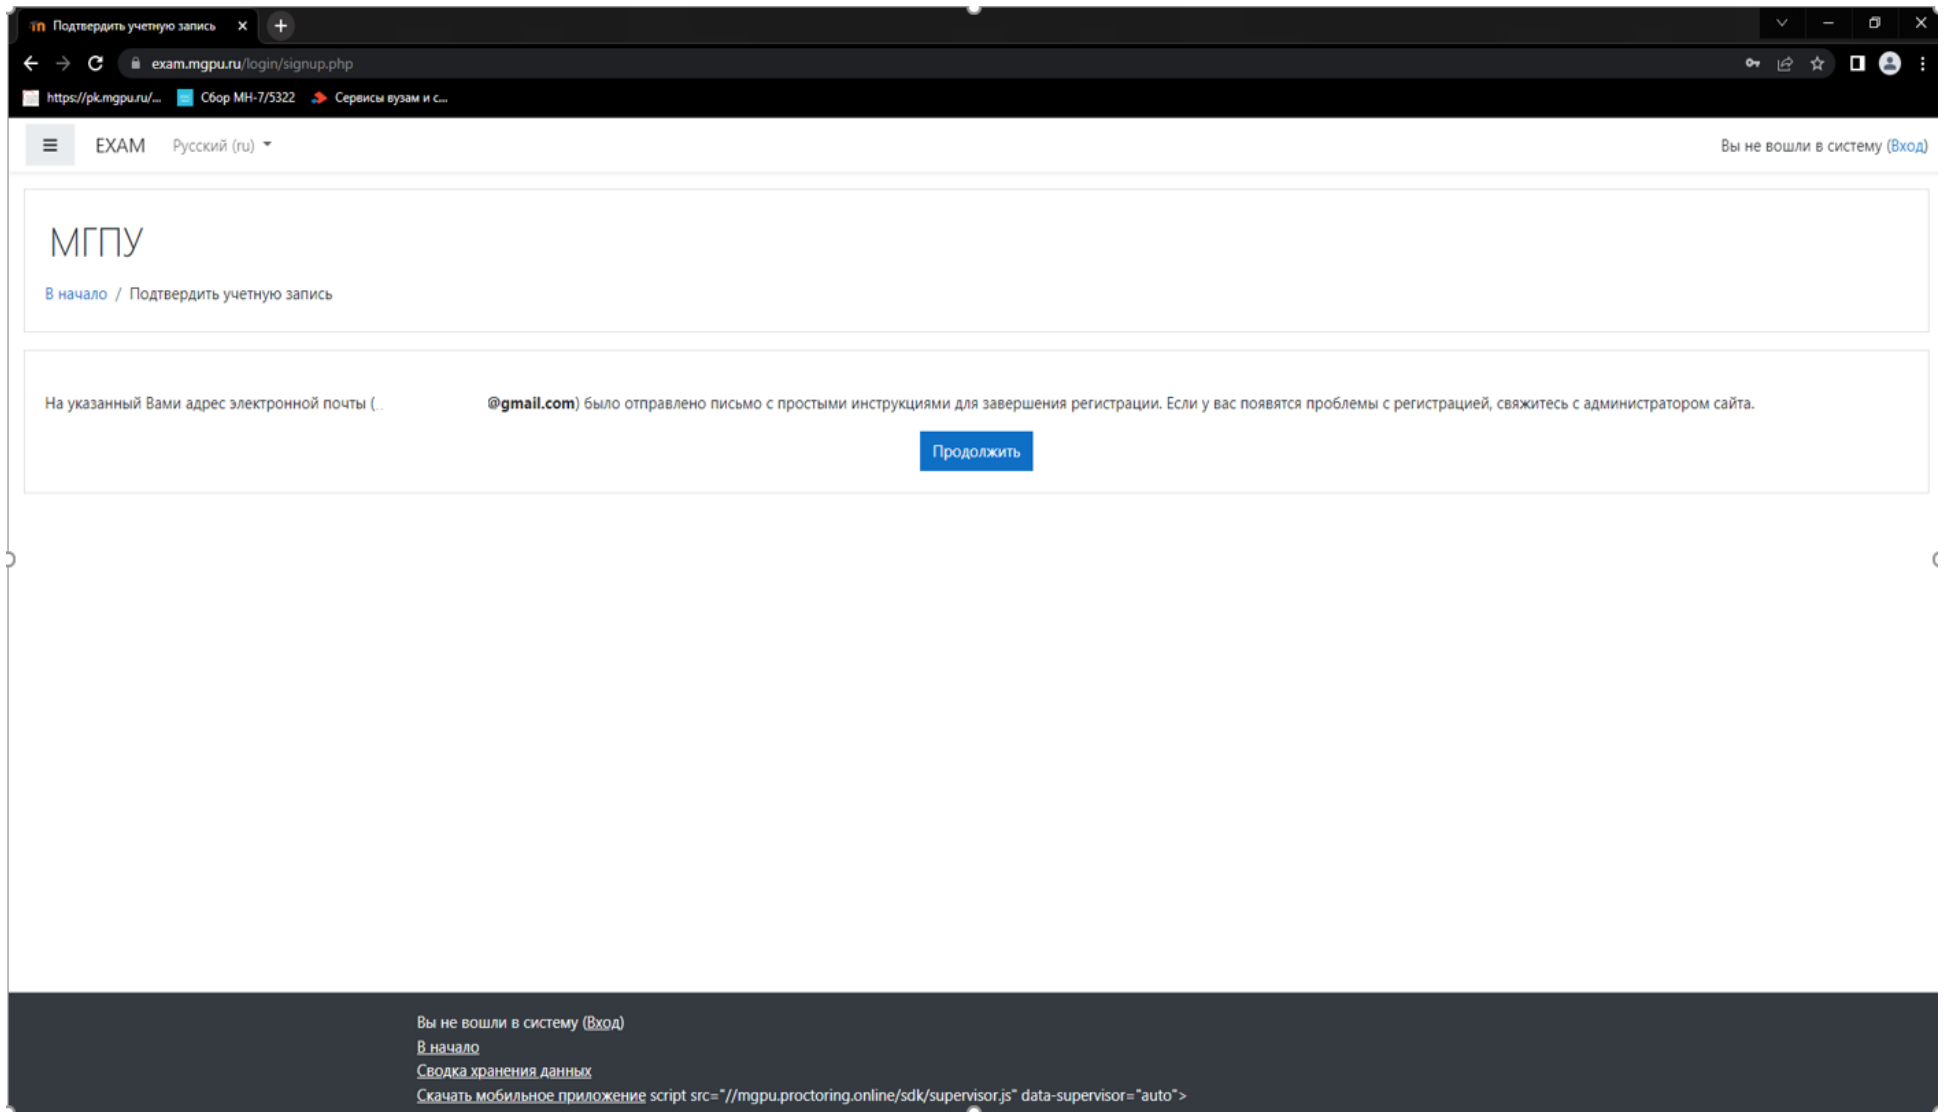 Подтвердить учетную запись
exam.mgpu.ru/login/signup.php
https://pk.mgpu.ru/... Сбор МН-7/5322 Сервисы вузам и с...
EXAM Русский (ru) Вы не вошли в систему (Вход)
МГПУ
В начало / Подтвердить учетную запись
На указанный Вами адрес электронной почты ( @gmail.com) было отправлено письмо с простыми инструкциями для завершения регистрации. Если у вас появятся проблемы с регистрацией, свяжитесь с администратором сайта.
Продолжить
Вы не вошли в систему (Вход)
В начало
Сводка хранения данных
Скачать мобильное приложение script src="//mgpu.proctoring.online/sdk/supervisor.js" data-supervisor="auto">